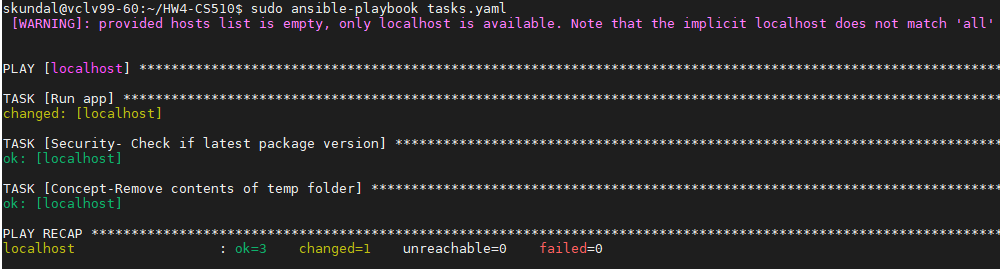 skundal@vclv99-60:~/HW4-CS510$ sudo ansible-playbook tasks.yaml
[WARNING]: provided hosts list is empty, only localhost is available. Note that the implicit localhost does not match 'all'
PLAY [localhost] ************************************************************************************************************
TASK [Run app] **************************************************************************************************************
changed: [localhost]
TASK [Security- Check if latest package version] ****************************************************************************
ok: [localhost]
TASK [Concept-Remove contents of temp folder] *******************************************************************************
ok: [localhost]
PLAY RECAP ******************************************************************************************************************
localhost                  : ok=3    changed=1    unreachable=0    failed=0